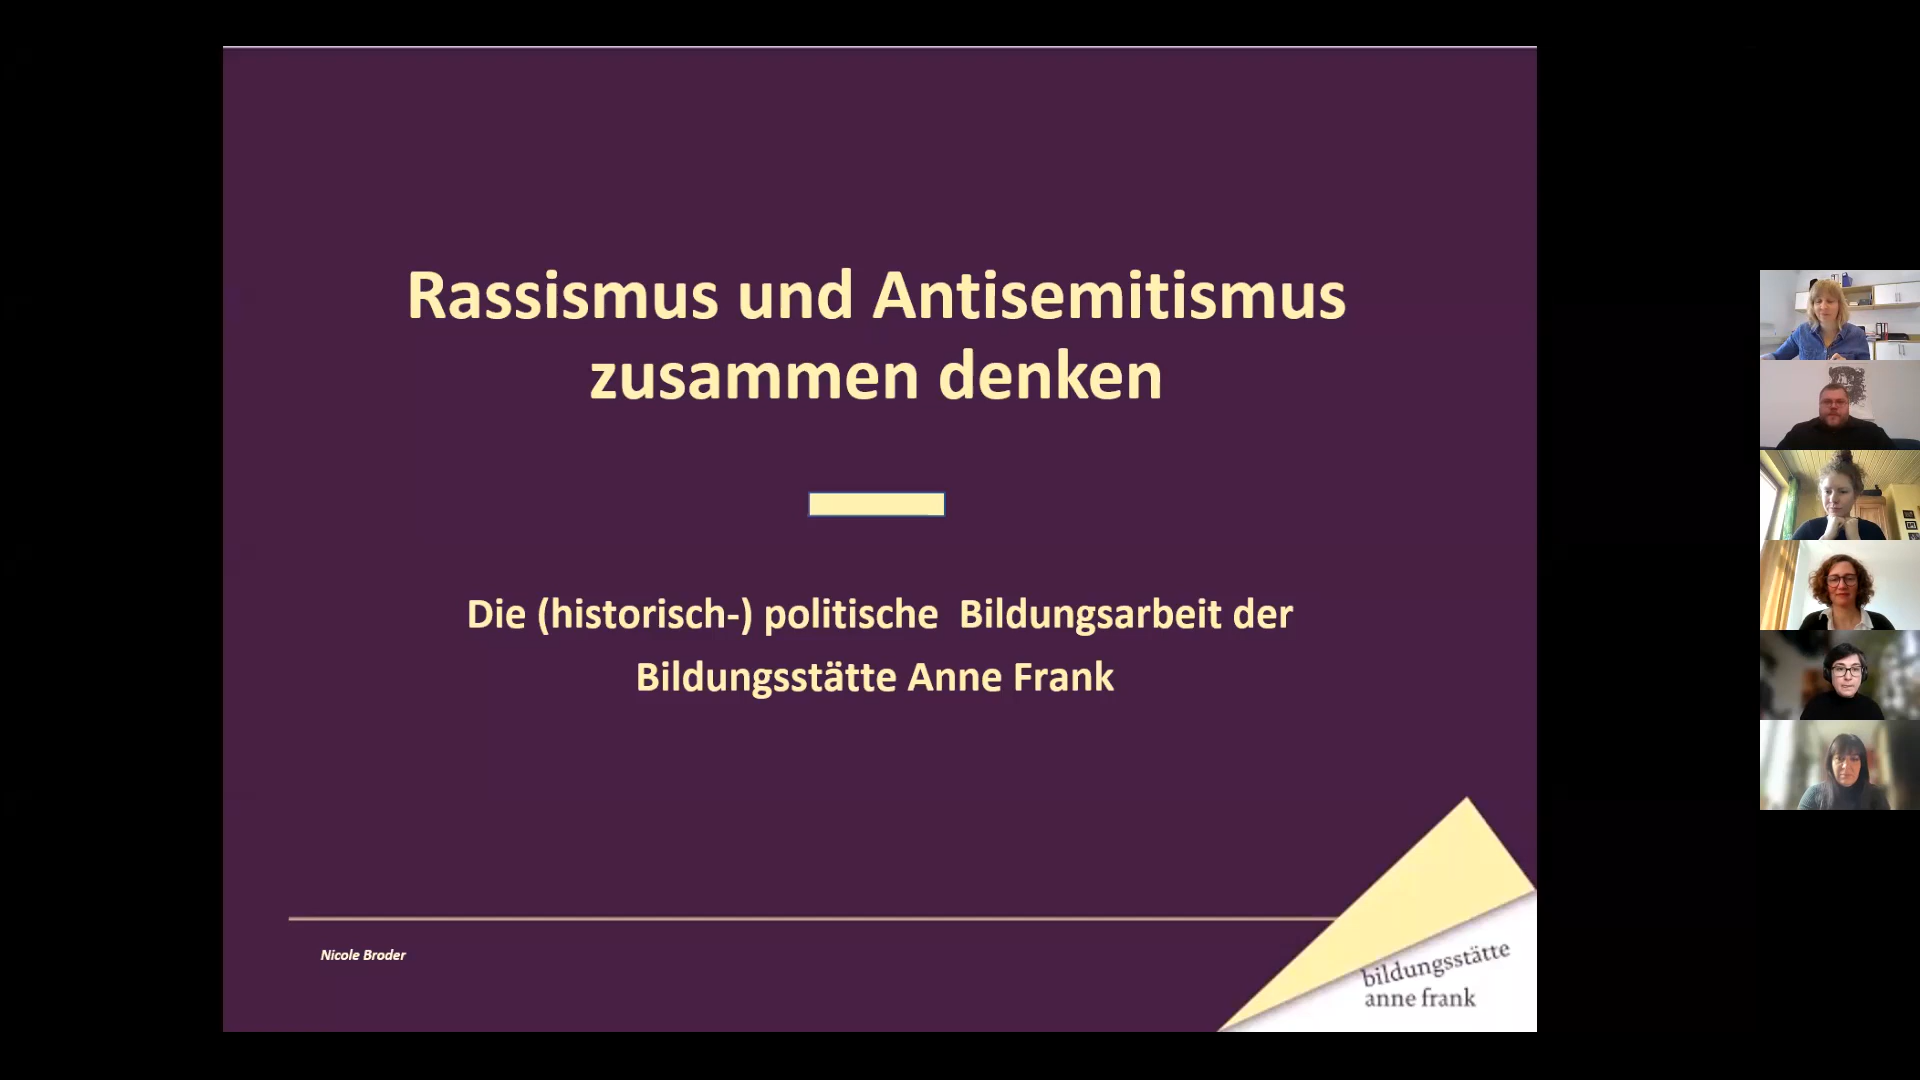 Rassismus und Antisemitismus
zusammen denken
Die (historisch-) politische Bildungsarbeit der
Bildungsstätte Anne Frank
Nicole Broder
bildungsstätte
anne frank